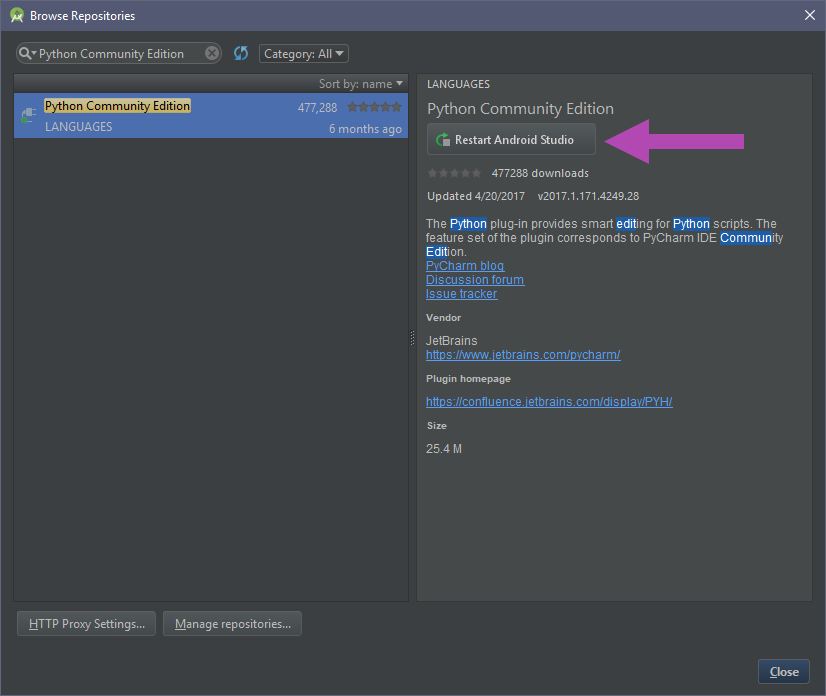 Browse Repositories
Python Community Edition
Category: All
Sort by: name
Python Community Edition
477,288
LANGUAGES
6 months ago
LANGUAGES
Python Community Edition
Restart Android Studio
477288 downloads
Updated 4/20/2017 v2017.1.171.4249.28
The Python plug-in provides smart editing for Python scripts. The
feature set of the plugin corresponds to PyCharm IDE Community
Edition.
PyCharm blog
Discussion forum
Issue tracker
Vendor
JetBrains
https://www.jetbrains.com/pycharm/
Plugin homepage
https://confluence.jetbrains.com/display/PYH/
Size
25.4 M
HTTP Proxy Settings...
Manage repositories...
Close